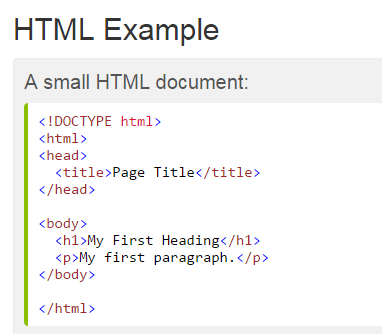 HTML Example
A small HTML document:
<!DOCTYPE html>
<html>
<head>
  <title>Page Title</title>
</head>

<body>
  <h1>My First Heading</h1>
  <p>My first paragraph.</p>
</body>

</html>